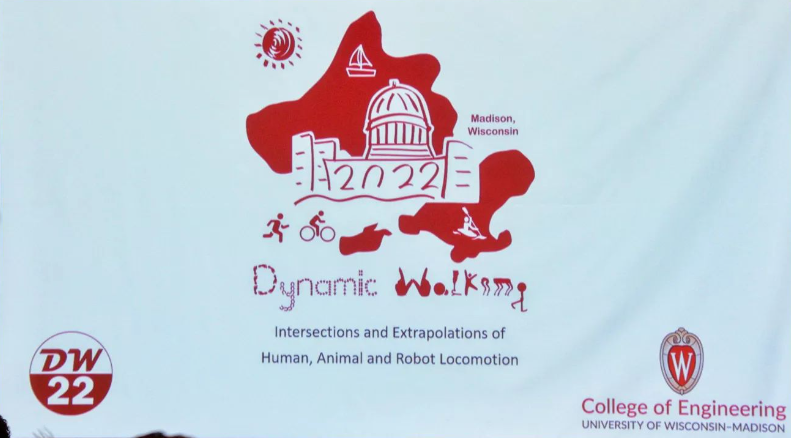 Madison,
Wisconsin
2022
Dynamic Walking
Intersections and Extrapolations of
Human, Animal and Robot Locomotion
DW
22
W
College of Engineering
UNIVERSITY OF WISCONSIN–MADISON